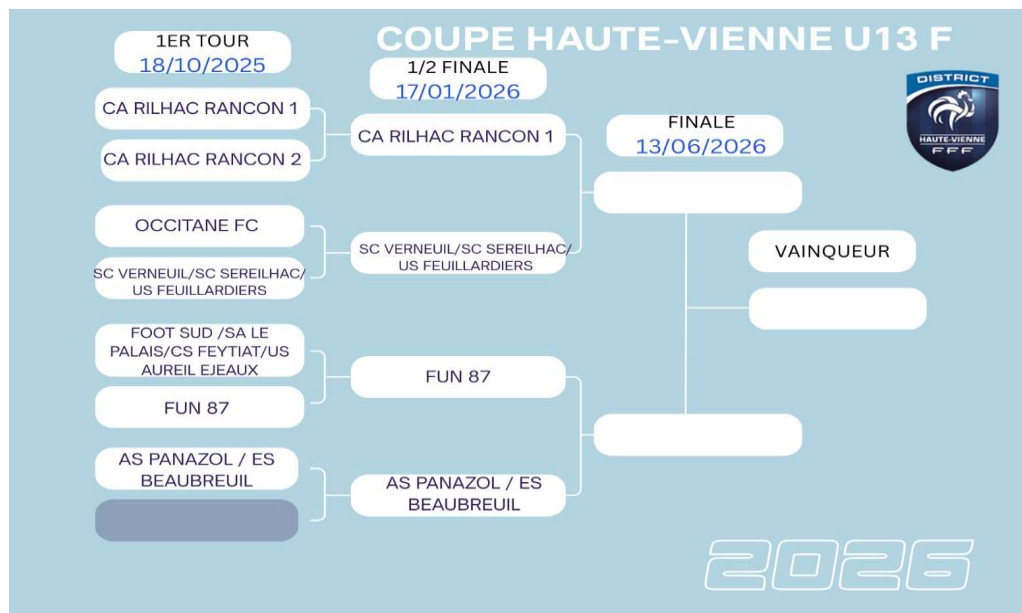 COUPE HAUTE-VIENNE U13 F
1ER TOUR
18/10/2025
1/2 FINALE
17/01/2026
FINALE
13/06/2026
DISTRICT
HAUTE-VIENNE
FFF
CA RILHAC RANCON 1
CA RILHAC RANCON 2
OCCITANE FC
SC VERNEUIL/SC SEREILHAC/
US FEUILLARDIERS
FOOT SUD /SA LE
PALAIS/CS FEYTIAT/US
AUREIL EJEAUX
FUN 87
AS PANAZOL / ES
BEAUBREUIL
CA RILHAC RANCON 1
SC VERNEUIL/SC SEREILHAC/
US FEUILLARDIERS
FUN 87
AS PANAZOL / ES
BEAUBREUIL
VAINQUEUR
2026